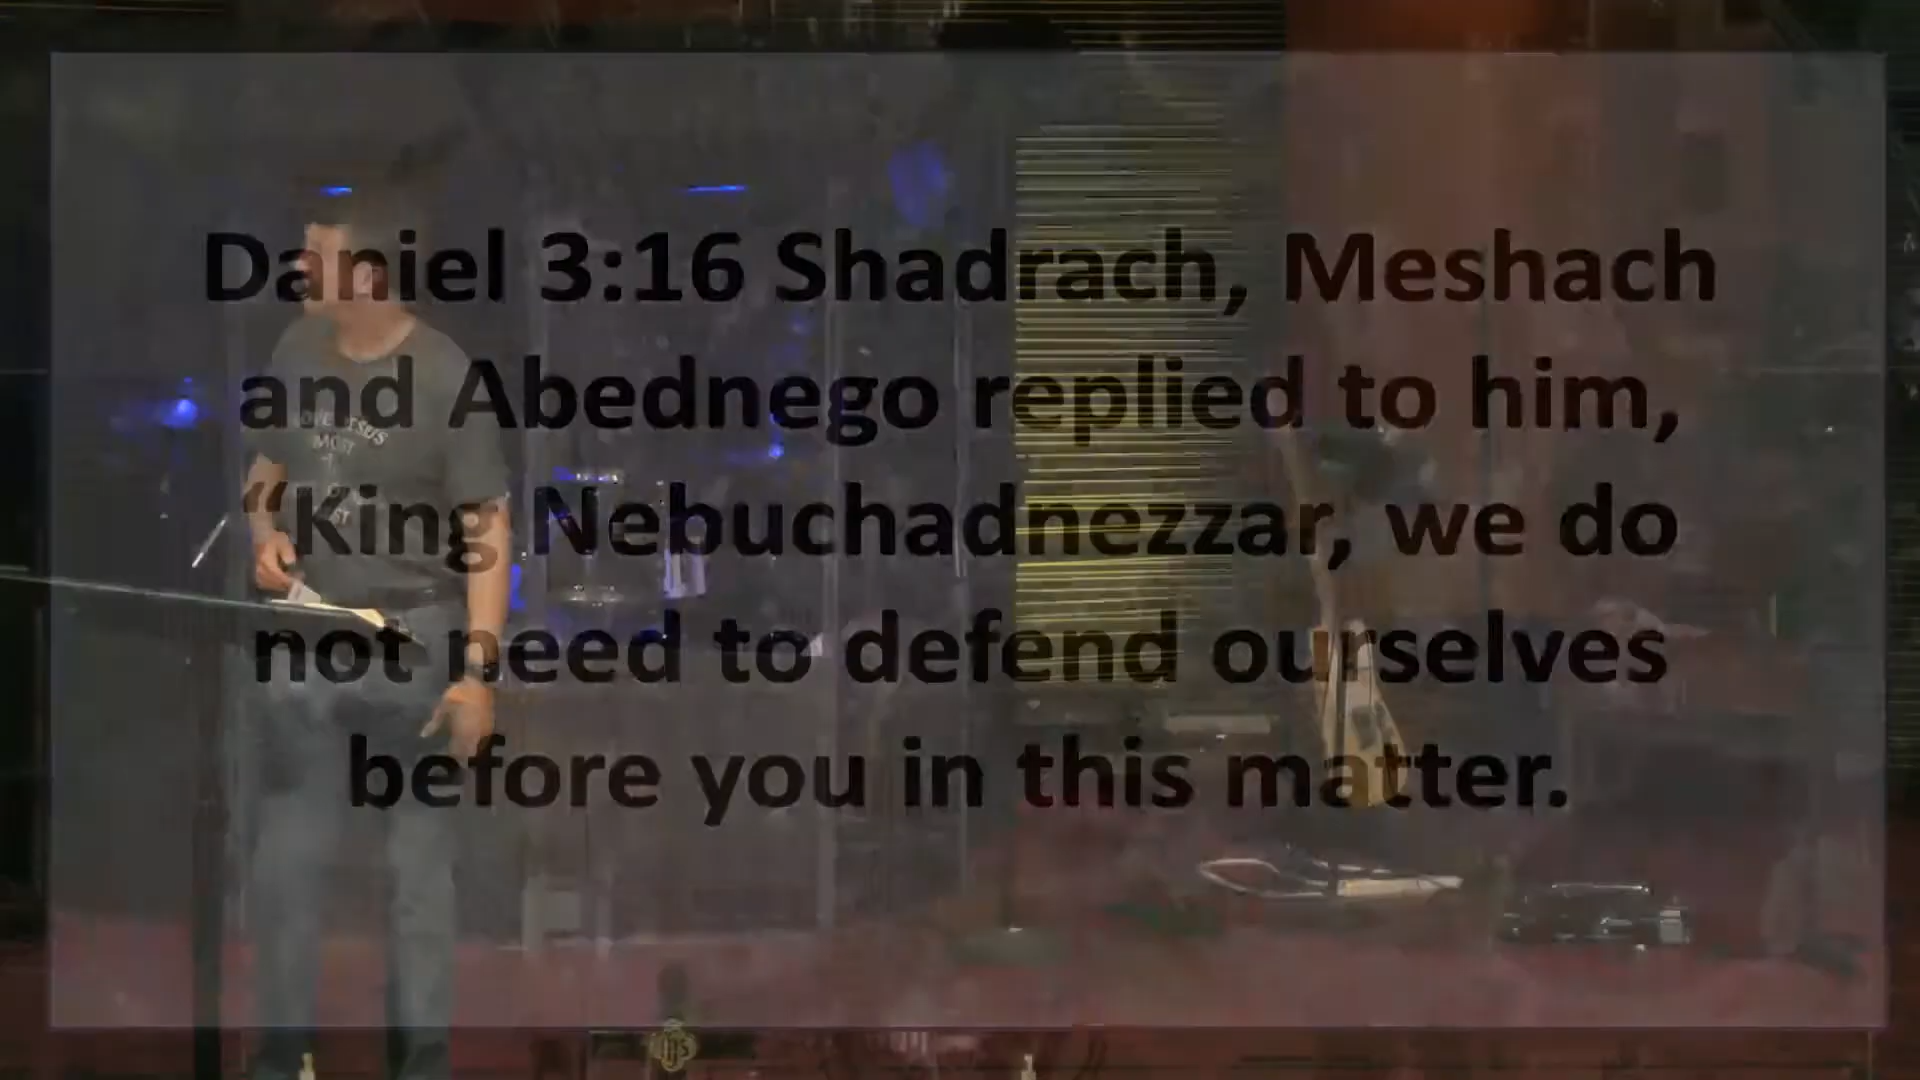 Daniel 3:16 Shadrach, Meshach
and Abednego replied to him,
“King Nebuchadnezzar, we do
not need to defend ourselves
before you in this matter.
MOST